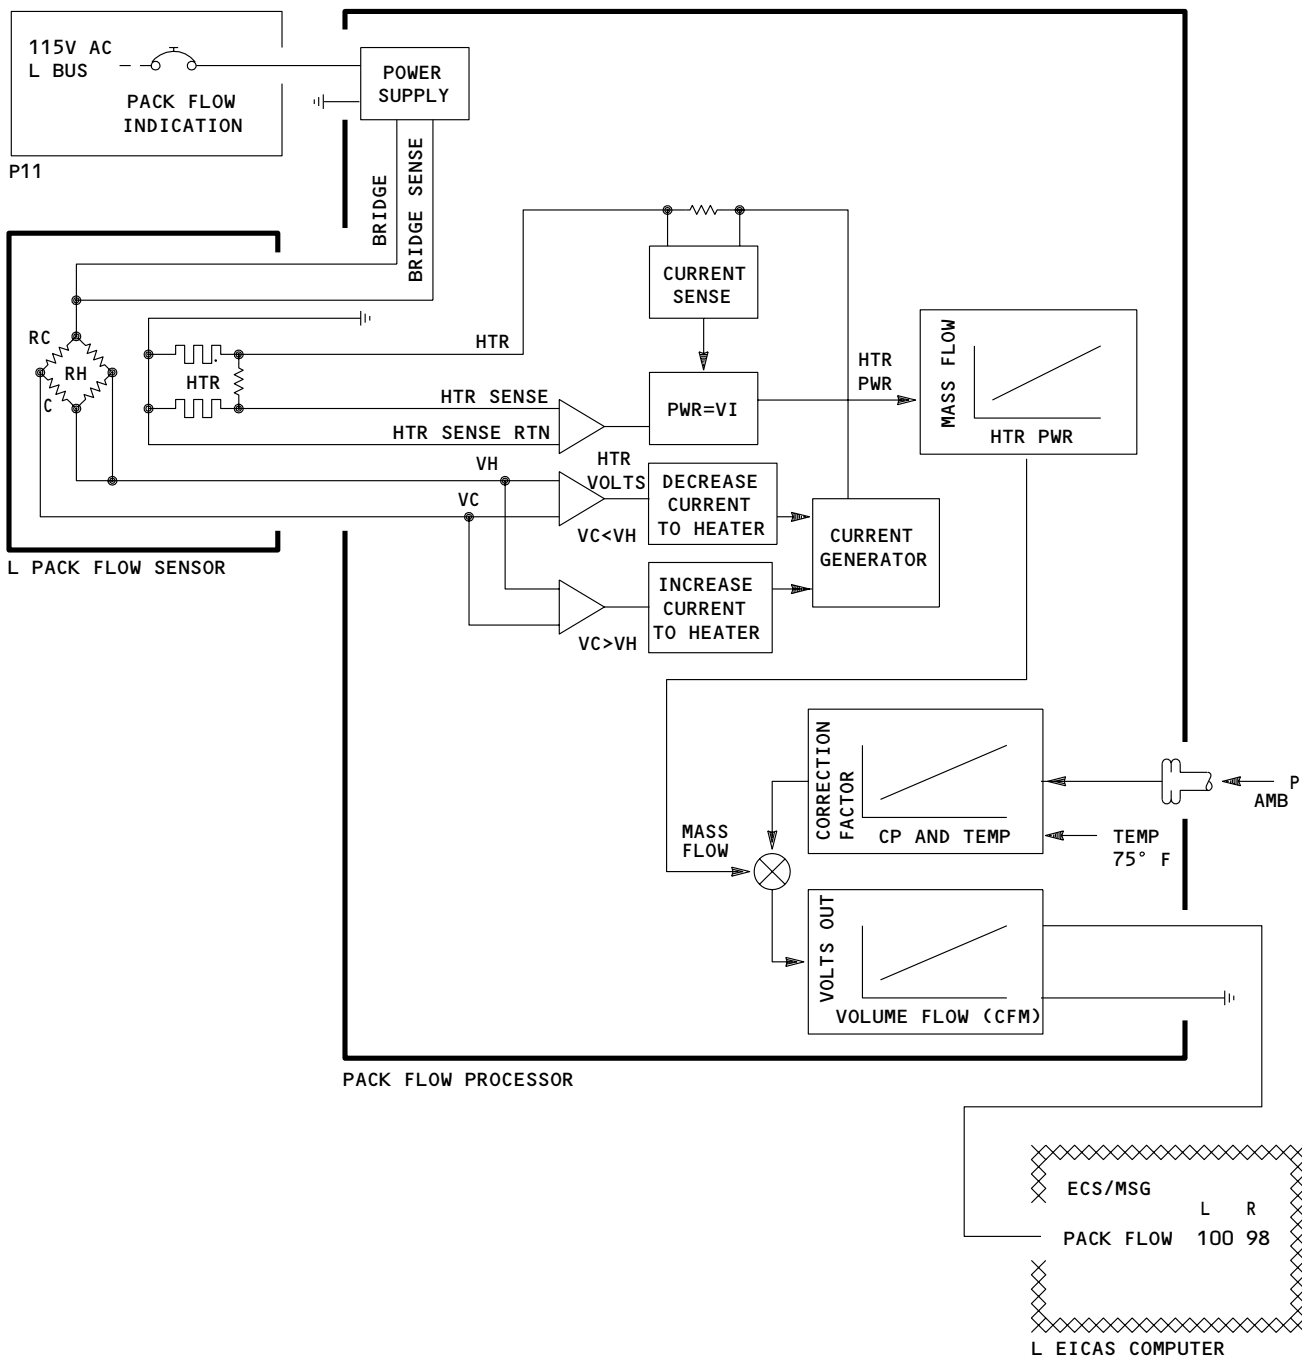 115V AC
L BUS
PACK FLOW
INDICATION
P11
POWER
SUPPLY
BRIDGE
BRIDGE SENSE
RC
RH
C
HTR
L PACK FLOW SENSOR
HTR
HTR SENSE
HTR SENSE RTN
VH
VC
CURRENT
SENSE
PWR=VI
HTR
PWR
MASS FLOW
HTR PWR
HTR
VOLTS
VC<VH
DECREASE
CURRENT
TO HEATER
CURRENT
GENERATOR
VC>VH
INCREASE
CURRENT
TO HEATER
CORRECTION
FACTOR
CP AND TEMP
P
AMB
TEMP
75° F
MASS
FLOW
VOLTS OUT
VOLUME FLOW (CFM)
PACK FLOW PROCESSOR
ECS/MSG
L R
PACK FLOW 100 98
L EICAS COMPUTER